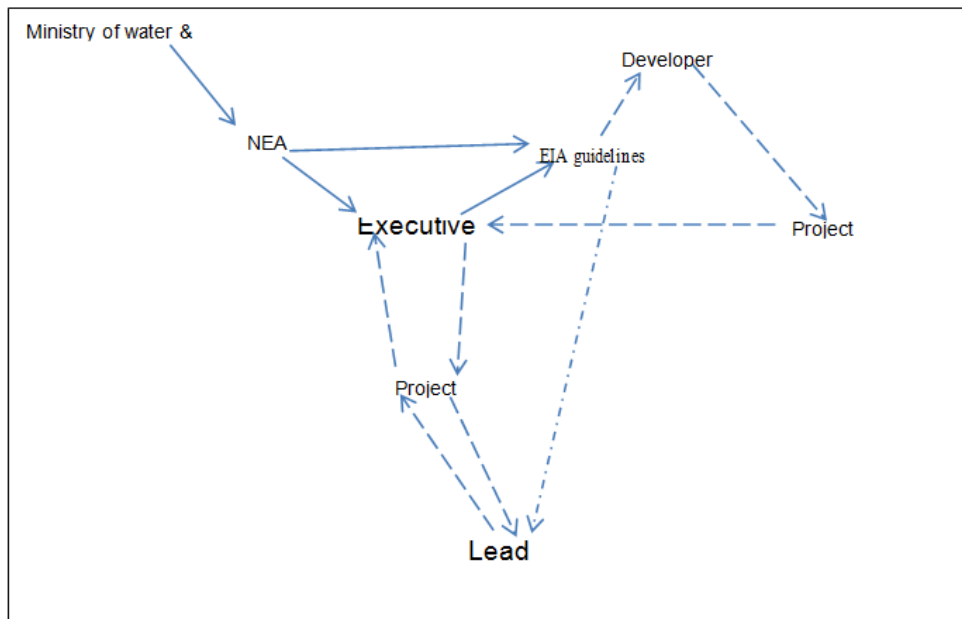 Ministry of water &
Developer
NEA
EIA guidelines
Executive
Project
Project
Lead